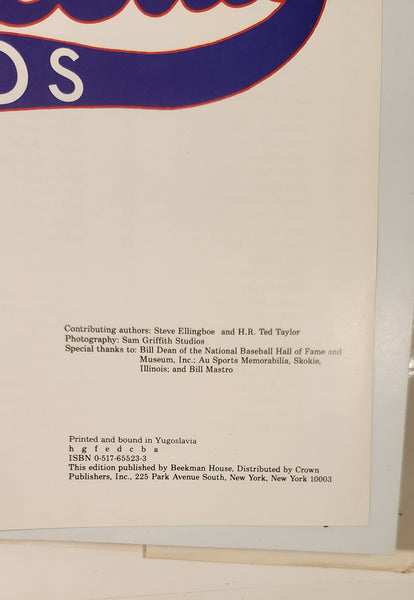 OS
Contributing authors: Steve Ellingboe and H.R. Ted Taylor
Photography: Sam Griffith Studios
Special thanks to: Bill Dean of the National Baseball Hall of Fame and
Museum, Inc.; Au Sports Memorabilia, Skokie,
Illinois; and Bill Mastro
Printed and bound in Yugoslavia
h g f e d c b a
ISBN 0-517-65523-3
This edition published by Beekman House, Distributed by Crown
Publishers, Inc., 225 Park Avenue South, New York, New York 10003